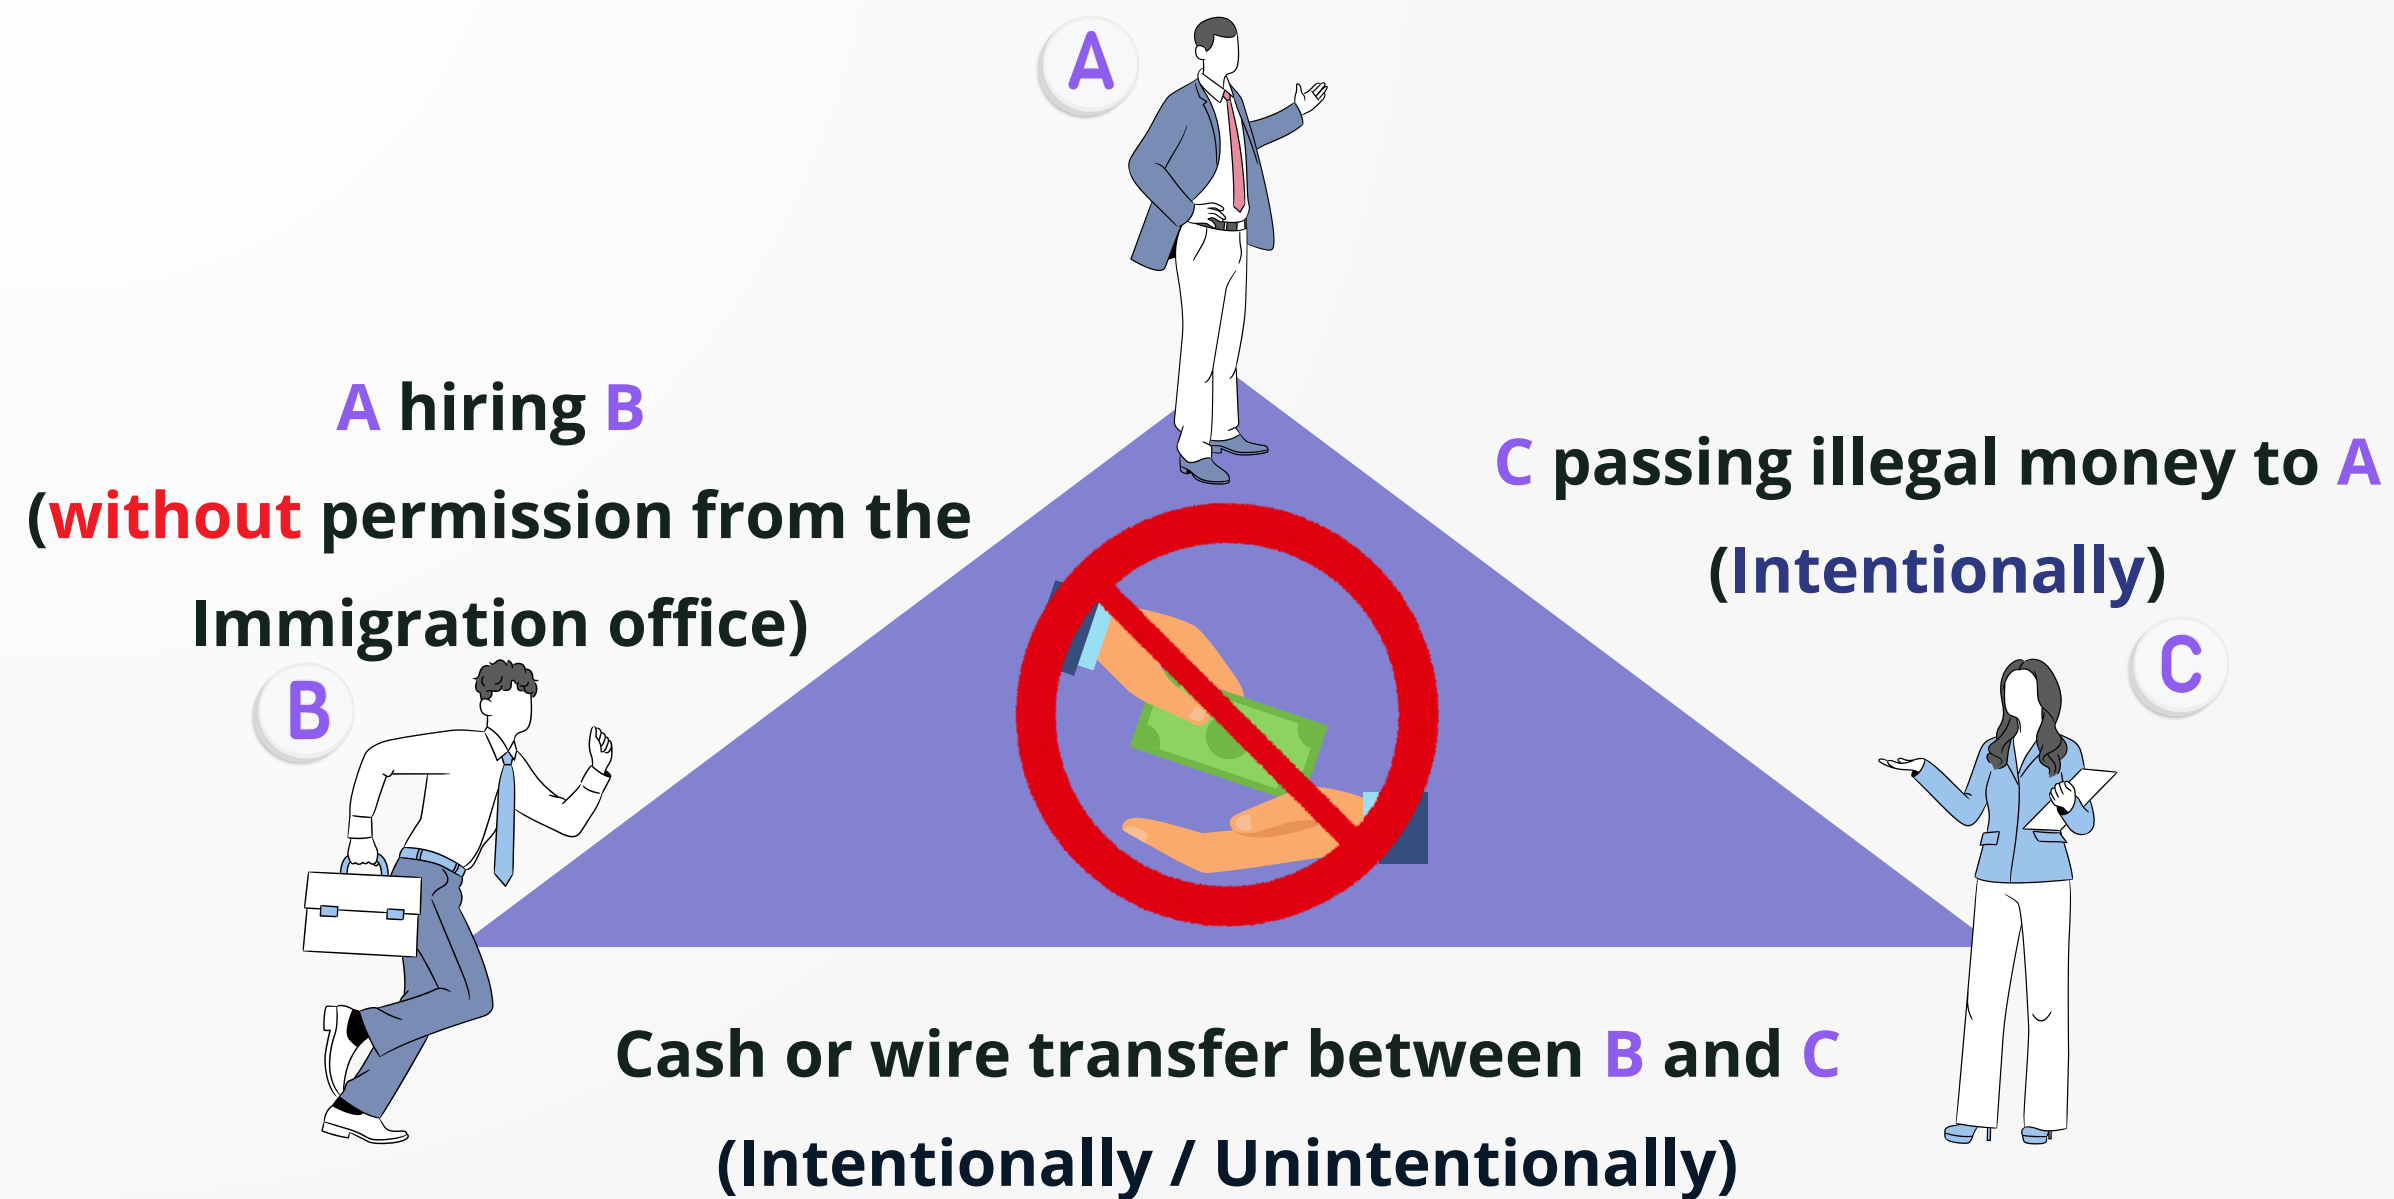 A
A hiring B
(without permission from the
Immigration office)
C passing illegal money to A
(Intentionally)
B
C
Cash or wire transfer between B and C
(Intentionally / Unintentionally)